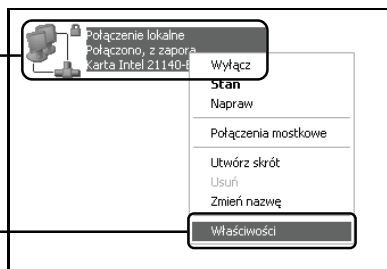 Połączenie lokalne
Połączono, z zaporą
Karta Intel 21140-
Wyłącz
Stan
Napraw
Połączenia mostkowe
Utwórz skrót
Usuń
Zmień nazwę
Właściwości